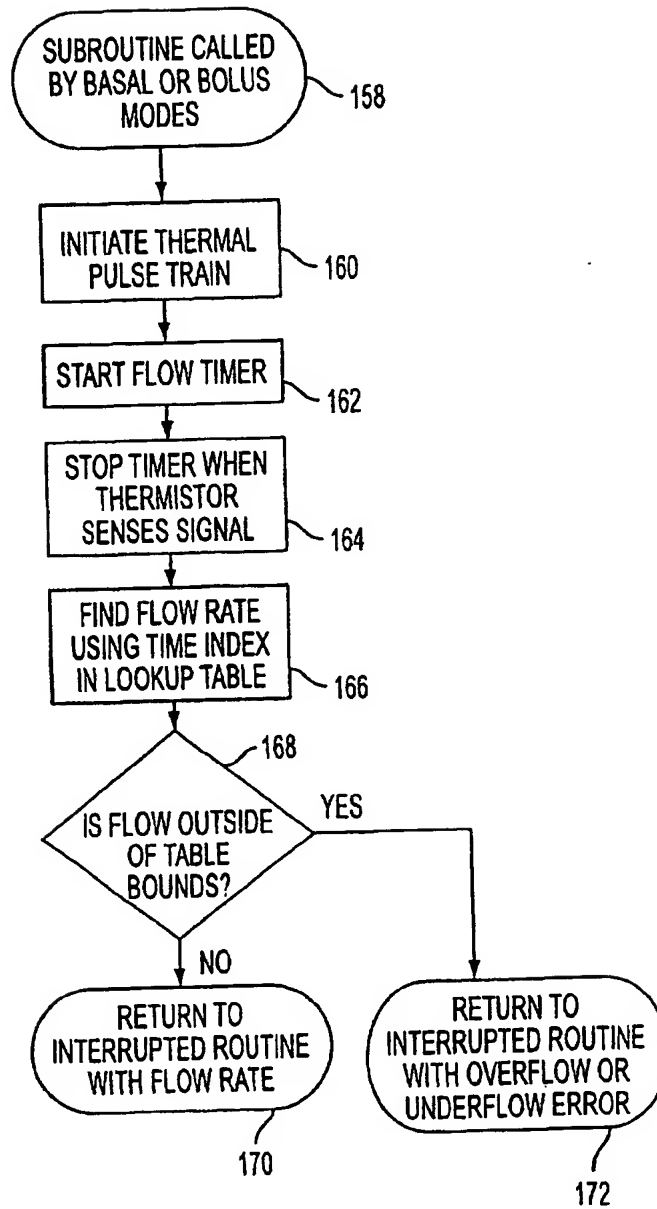 SUBROUTINE CALLED
BY BASAL OR BOLUS
MODES
158
INITIATE THERMAL
PULSE TRAIN
160
START FLOW TIMER
162
STOP TIMER WHEN
THERMISTOR
SENSES SIGNAL
164
FIND FLOW RATE
USING TIME INDEX
IN LOOKUP TABLE
166
168
IS FLOW OUTSIDE
OF TABLE
BOUNDS?
YES
NO
RETURN TO
INTERRUPTED ROUTINE
WITH FLOW RATE
170
RETURN TO
INTERRUPTED ROUTINE
WITH OVERFLOW OR
UNDERFLOW ERROR
172